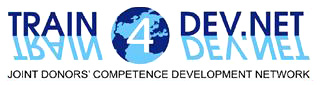 TRAIN 4 DEV.NET
JOINT DONORS' COMPETENCE DEVELOPMENT NETWORK